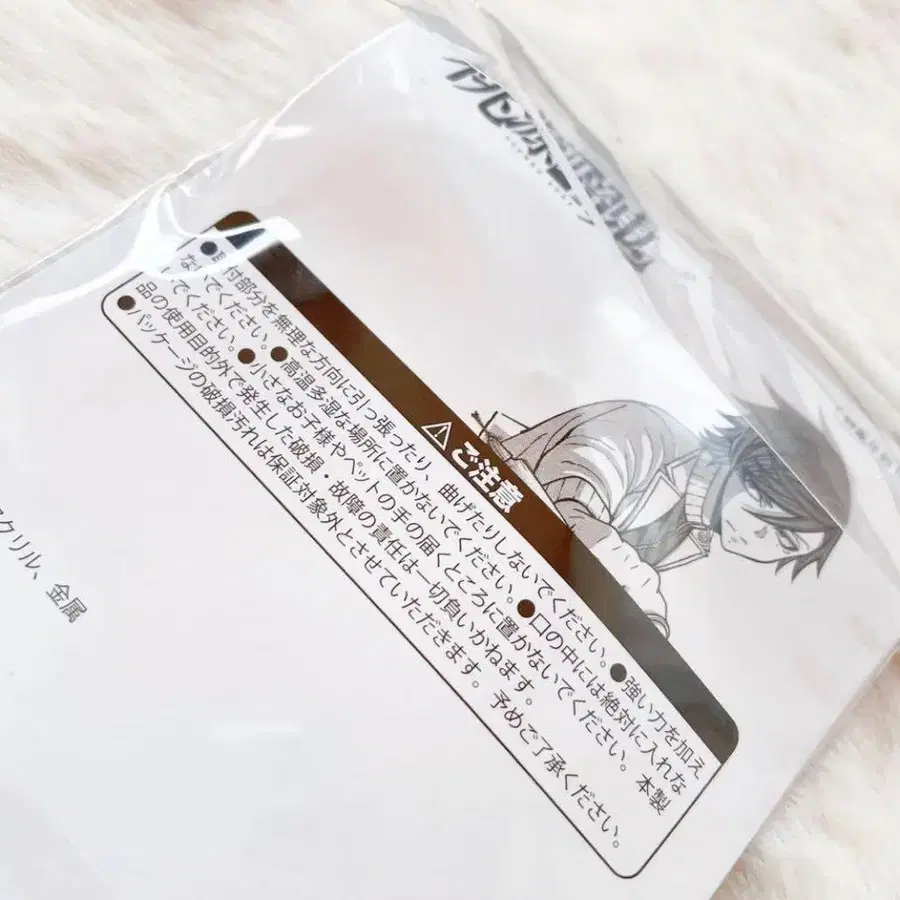 ご注意
付部分を無理な方向に引っ張ったり、曲げたりしないでください。●強い力を加え
ないでください。●高温多湿な場所に置かないでください。●口の中には絶対に入れな
いでください。●小さなお子様やペットの手の届くところに置かないでください。本製
品の使用目的外で発生した破損・故障の責任は一切負いかねます。
●パッケージの破損汚れは保証対象外とさせていただきます。予めご了承ください。
クリル、金属